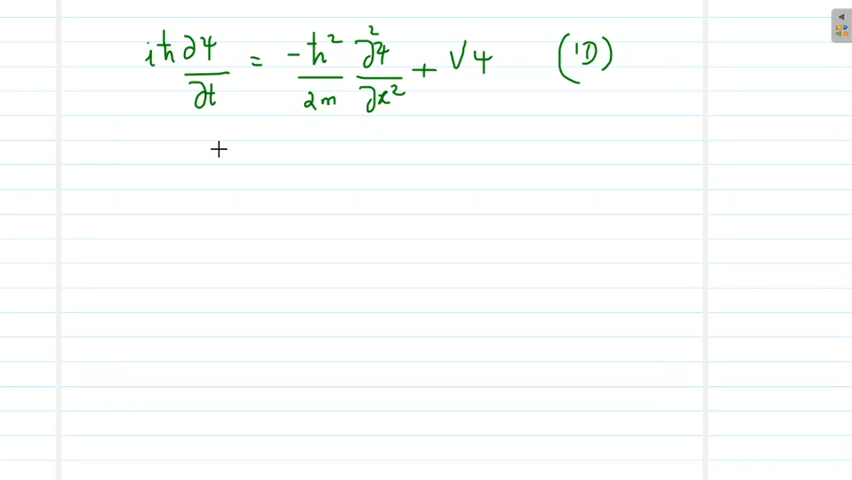 iħ ∂ψ/∂t = -ħ²/2m ∂²ψ/∂x² + Vψ (1D)